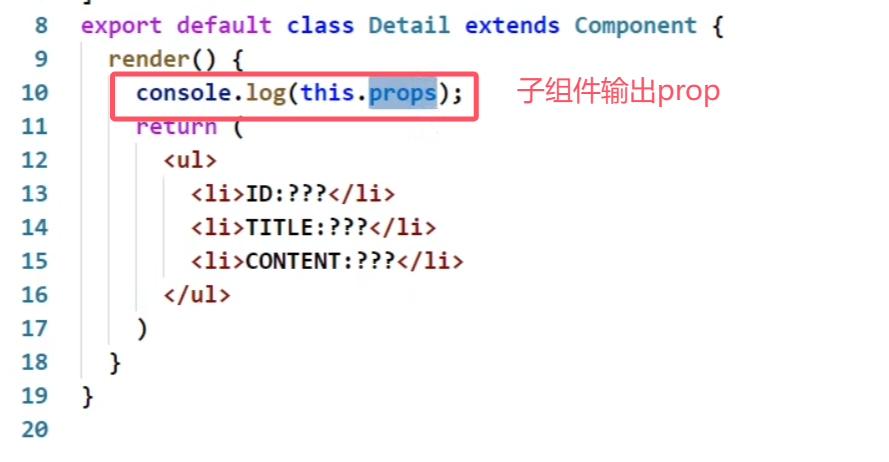 8 export default class Detail extends Component {
9 render() {
10 console.log(this.props); 子组件输出prop
11 return (
12 <ul>
13 <li>ID:???</li>
14 <li>TITLE:???</li>
15 <li>CONTENT:???</li>
16 </ul>
17 )
18 }
19 }
20